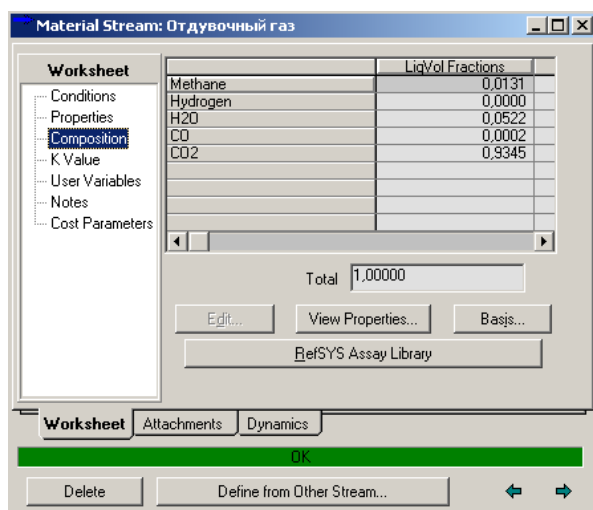 Material Stream: Отдувочный газ
Worksheet
Conditions
Properties
Composition
K Value
User Variables
Notes
Cost Parameters
LiqVol Fractions
Methane 0,0131
Hydrogen 0,0000
H2O 0,0522
CO 0,0002
CO2 0,9345
Total 1,00000
Edit... View Properties... Basis...
RefSYS Assay Library
Worksheet Attachments Dynamics
OK
Delete Define from Other Stream...